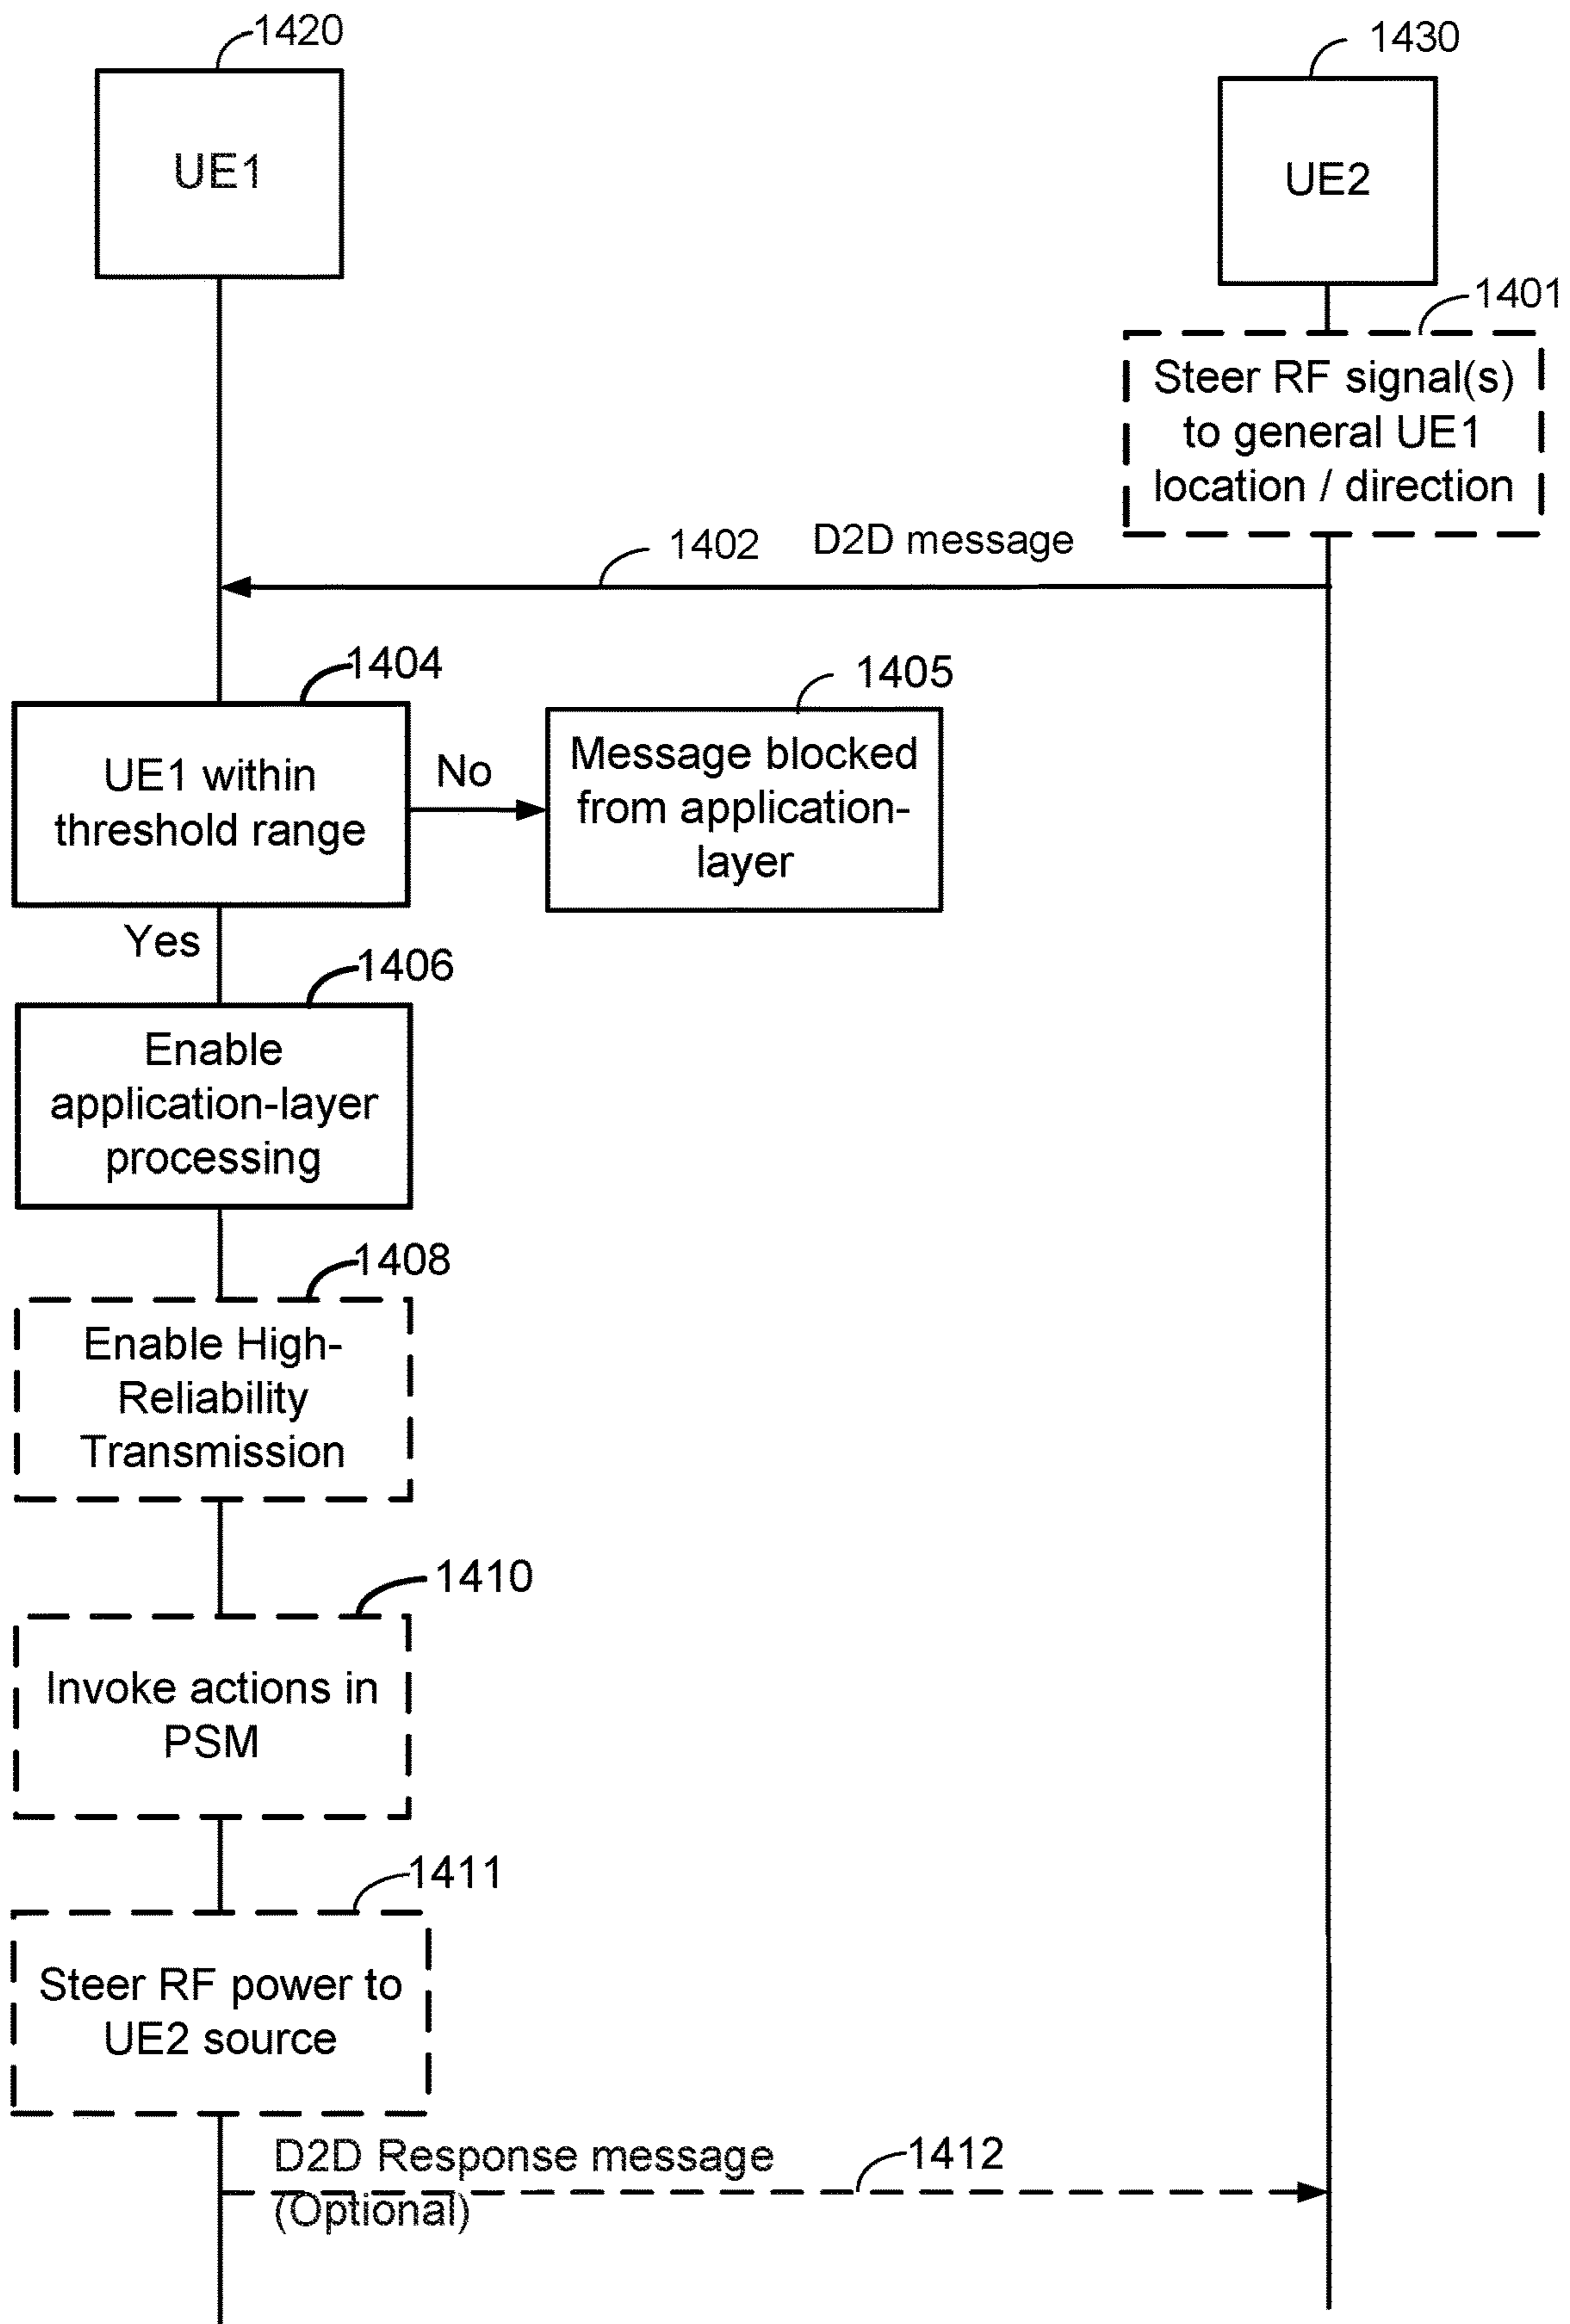 1420
1430
UE1
UE2
1401
Steer RF signal(s)
to general UE1
location / direction
1402
D2D message
1404
1405
UE1 within
threshold range
No
Message blocked
from application-
layer
Yes
1406
Enable
application-layer
processing
1408
Enable High-
Reliability
Transmission
1410
Invoke actions in
PSM
1411
Steer RF power to
UE2 source
D2D Response message
(Optional)
1412